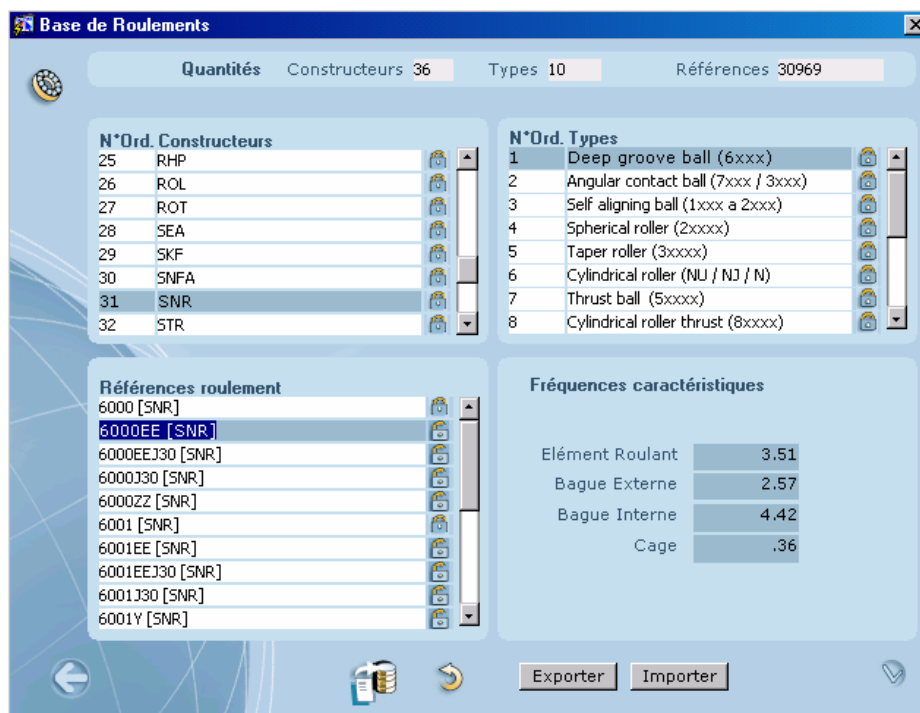 Base de Roulements
Quantités Constructeurs 36 Types 10 Références 30969
N°Ord. Constructeurs
25 RHP
26 ROL
27 ROT
28 SEA
29 SKF
30 SNFA
31 SNR
32 STR
N°Ord. Types
1 Deep groove ball (6xxx)
2 Angular contact ball (7xxx / 3xxx)
3 Self aligning ball (1xxx a 2xxx)
4 Spherical roller (2xxxx)
5 Taper roller (3xxxx)
6 Cylindrical roller (NU / NJ / N)
7 Thrust ball (5xxxx)
8 Cylindrical roller thrust (8xxxx)
Références roulement
6000 [SNR]
6000EE [SNR]
6000EEJ30 [SNR]
6000J30 [SNR]
6000ZZ [SNR]
6001 [SNR]
6001EE [SNR]
6001EEJ30 [SNR]
6001J30 [SNR]
6001Y [SNR]
Fréquences caractéristiques
Elément Roulant 3.51
Bague Externe 2.57
Bague Interne 4.42
Cage .36
Exporter Importer